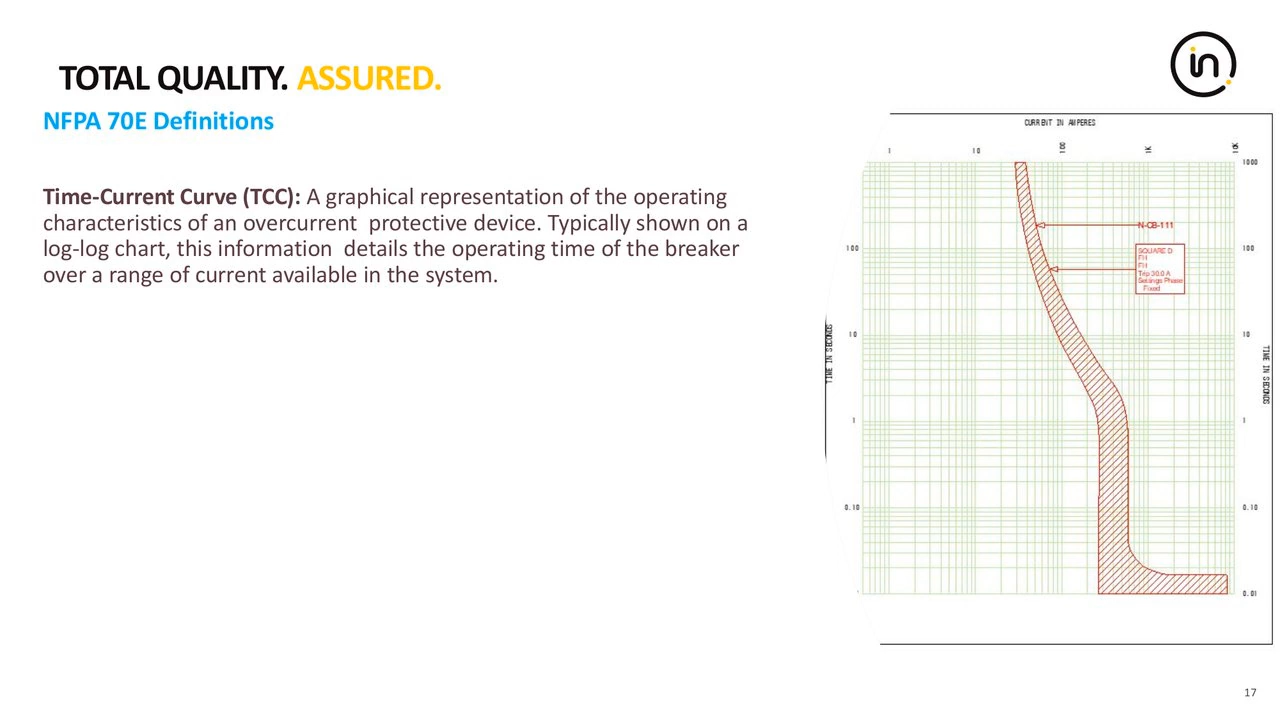 TOTAL QUALITY. ASSURED.
in
NFPA 70E Definitions
Time-Current Curve (TCC): A graphical representation of the operating
characteristics of an overcurrent protective device. Typically shown on a
log-log chart, this information details the operating time of the breaker
over a range of current available in the system.
CURRENT IN AMPERES
1 10 100 1K 10K
1000
N-CB-111
100 100
SQUARE D
FH
FH
Trip 30.0 A
Settings Phase
Fixed
10 10
TIME IN SECONDS
TIME IN SECONDS
1 1
0.10 0.10
0.01
17